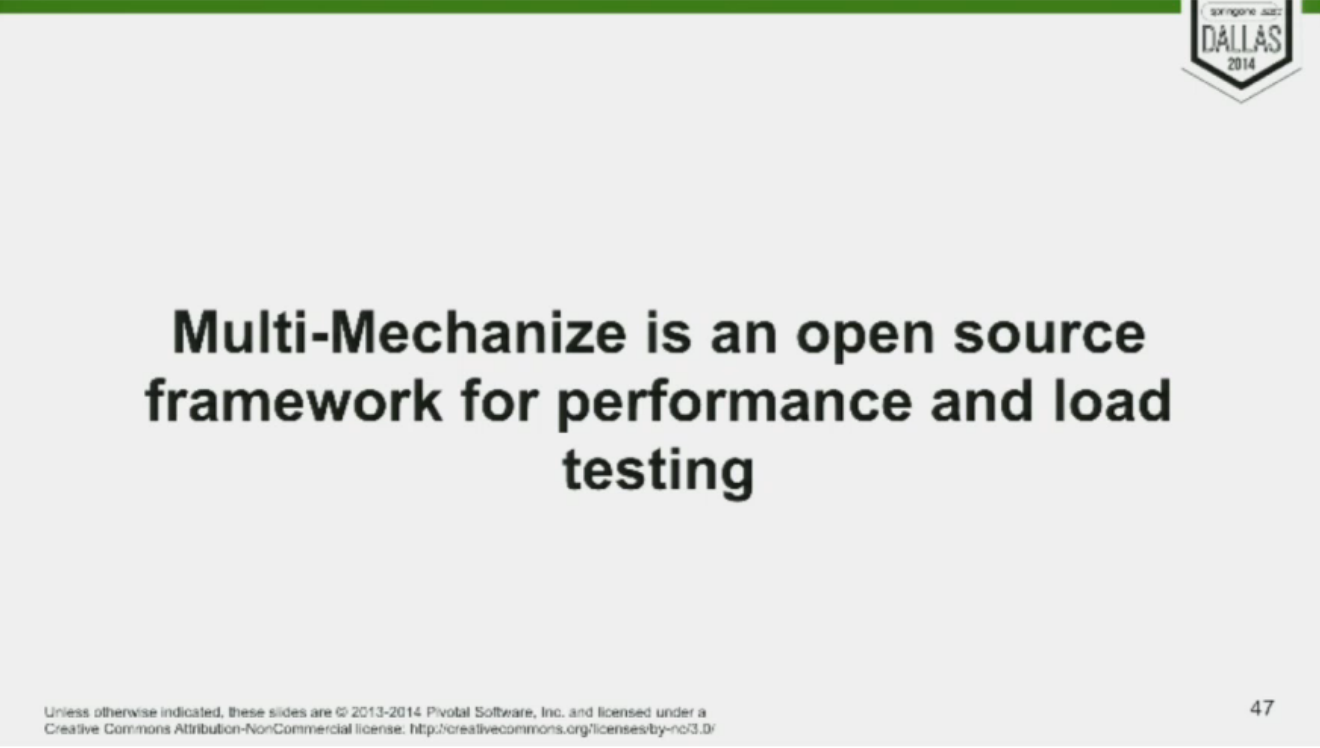 springone 2gx
DALLAS
2014
Multi-Mechanize is an open source
framework for performance and load
testing
Unless otherwise indicated, these slides are © 2013-2014 Pivotal Software, Inc. and licensed under a
Creative Commons Attribution-NonCommercial license: http://creativecommons.org/licenses/by-nc/3.0/
47